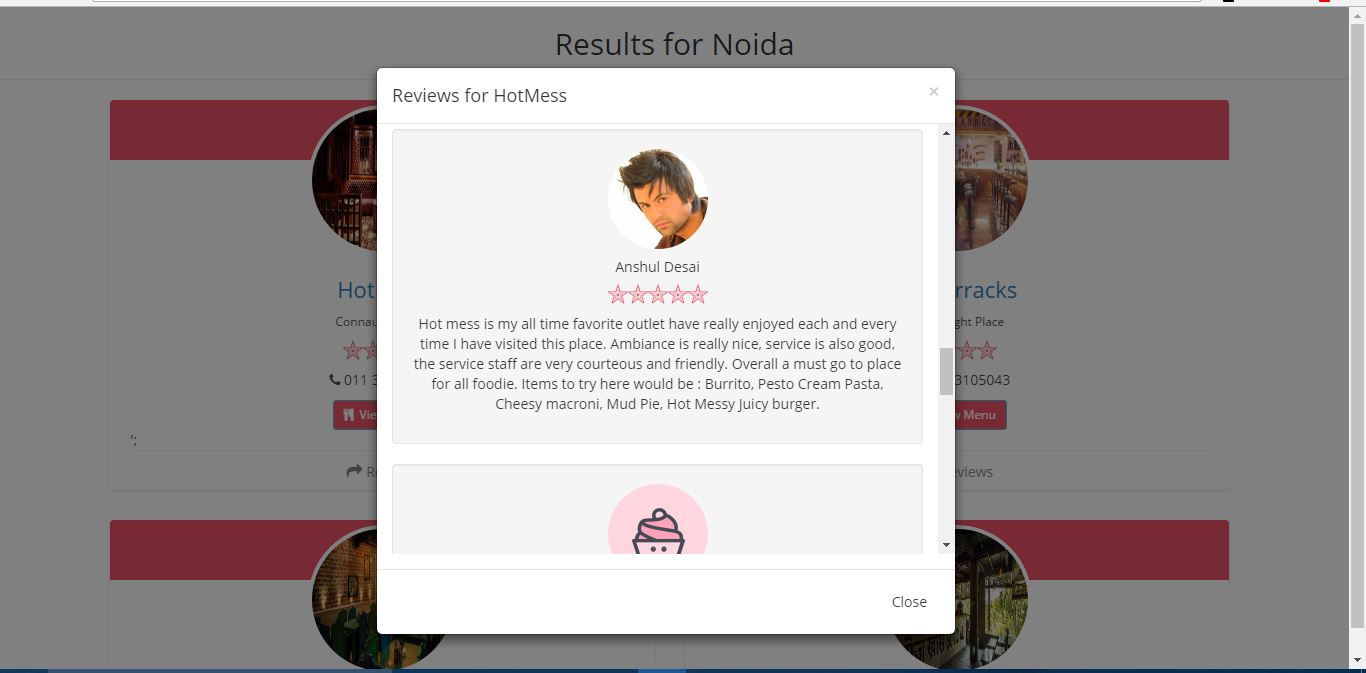 Results for Noida
Reviews for HotMess
×
Anshul Desai
Hot mess is my all time favorite outlet have really enjoyed each and every
time I have visited this place. Ambiance is really nice, service is also good,
the service staff are very courteous and friendly. Overall a must go to place
for all foodie. Items to try here would be : Burrito, Pesto Cream Pasta,
Cheesy macroni, Mud Pie, Hot Messy Juicy burger.
Close
Hot
Connau
011 3
Vie
';
R
rracks
ght Place
3105043
w Menu
eviews